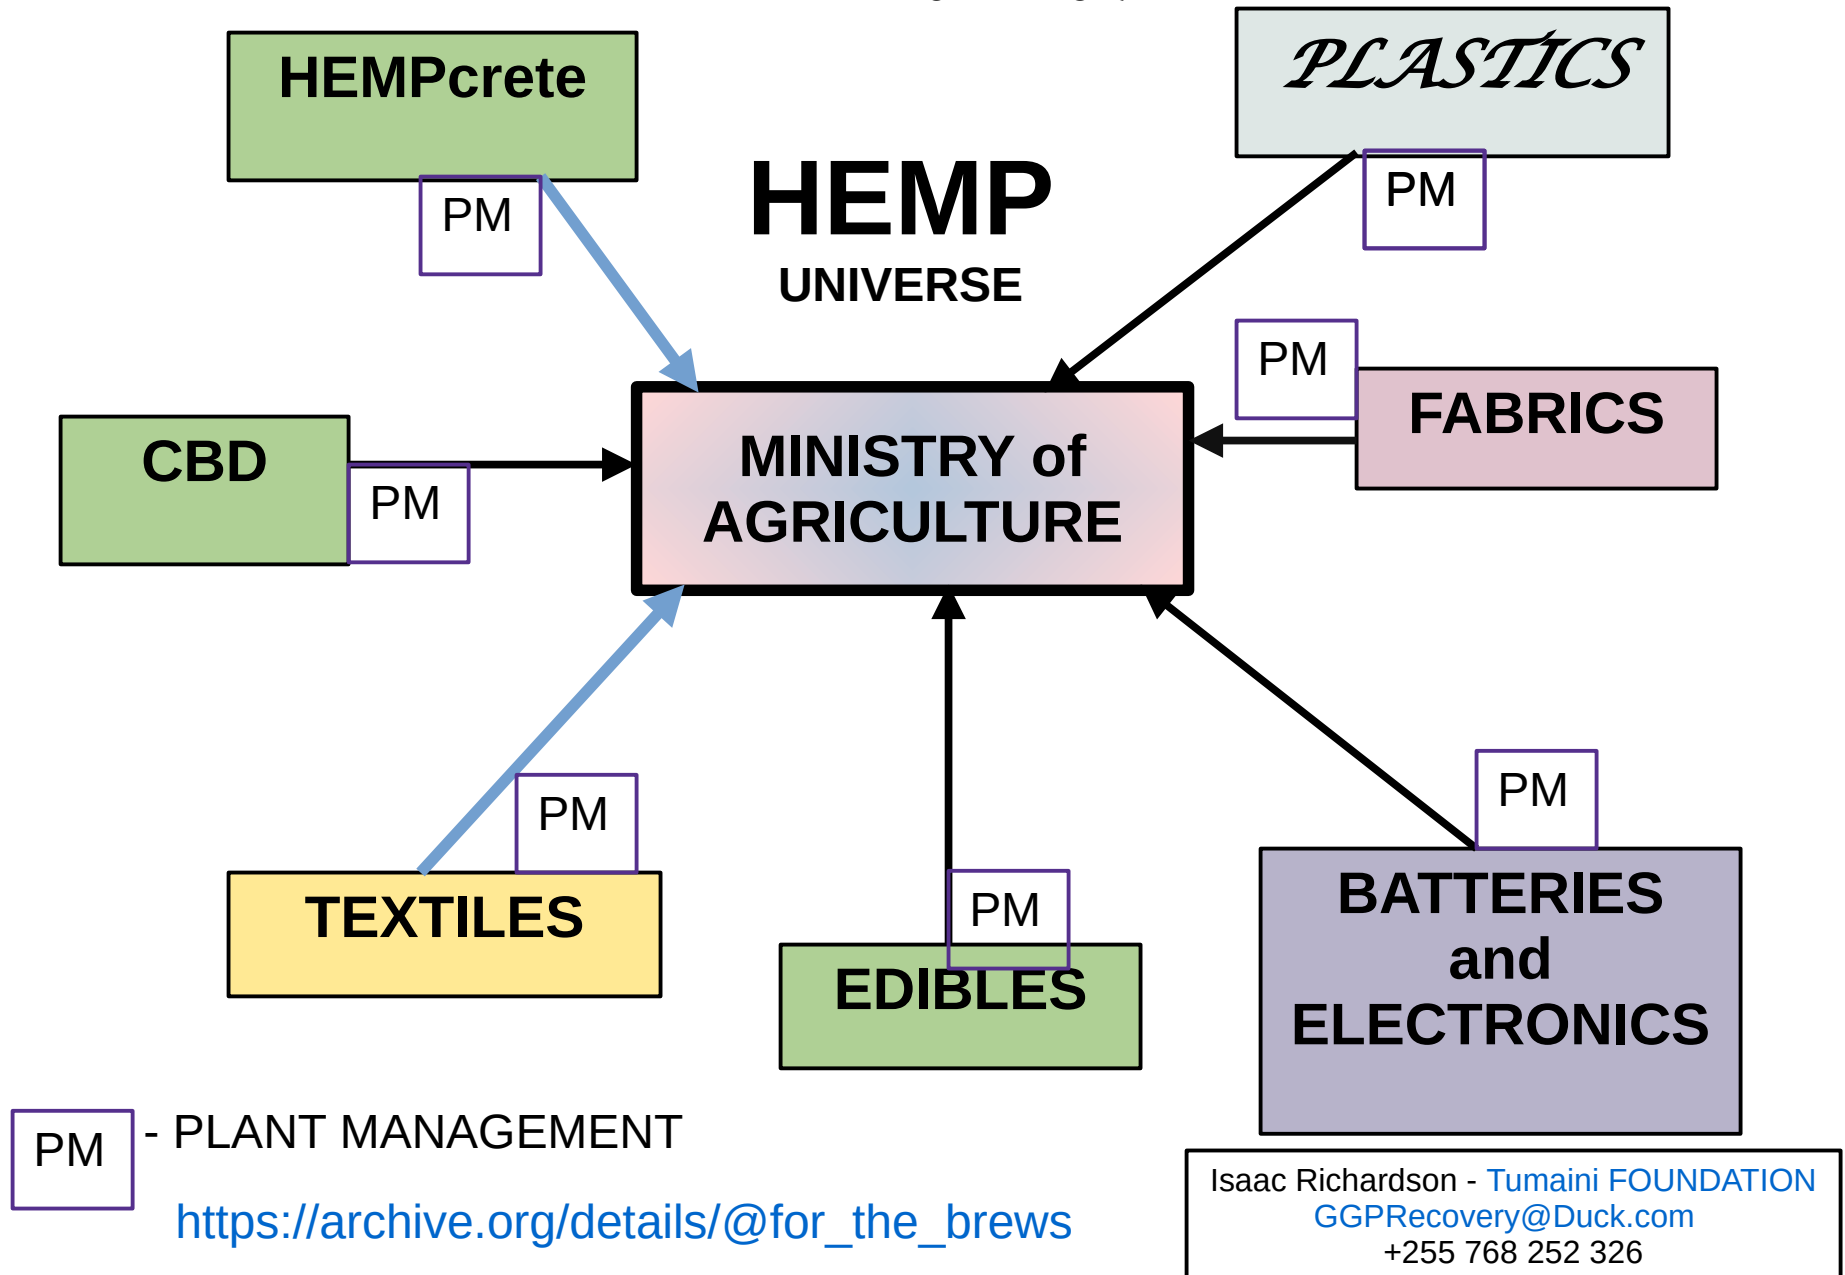 HEMPcrete
PM
PLASTICS
PM
HEMP
UNIVERSE
PM
FABRICS
CBD
PM
MINISTRY of
AGRICULTURE
PM
TEXTILES
PM
EDIBLES
PM
BATTERIES
and
ELECTRONICS
PM - PLANT MANAGEMENT
https://archive.org/details/@for_the_brews
Isaac Richardson - Tumaini FOUNDATION
GGPRecovery@Duck.com
+255 768 252 326